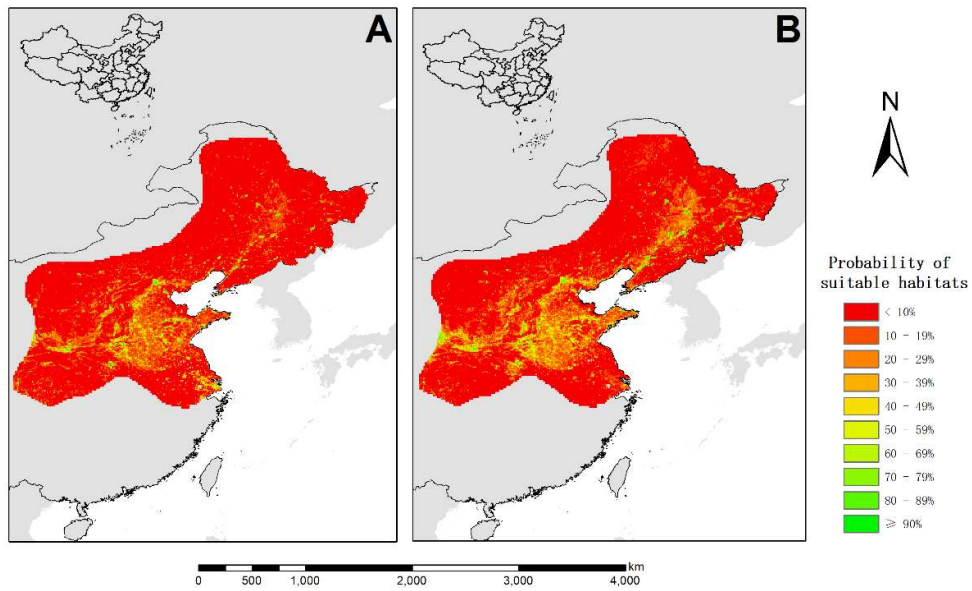 A
B
N
Probability of
suitable habitats
< 10%
10 - 19%
20 - 29%
30 - 39%
40 - 49%
50 - 59%
60 - 69%
70 - 79%
80 - 89%
⩾ 90%
km
0 250 500 1,000 2,000 3,000 4,000